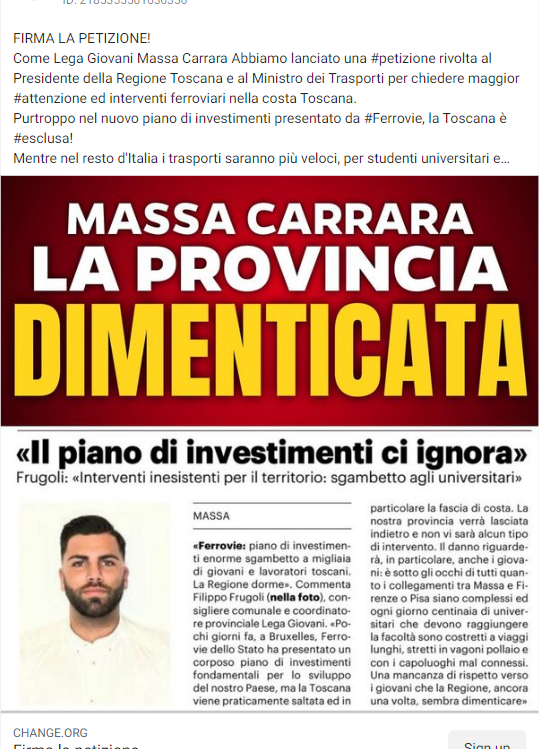 FIRMA LA PETIZIONE!
Come Lega Giovani Massa Carrara Abbiamo lanciato una #petizione rivolta al
Presidente della Regione Toscana e al Ministro dei Trasporti per chiedere maggior
#attenzione ed interventi ferroviari nella costa Toscana.
Purtroppo nel nuovo piano di investimenti presentato da #Ferrovie, la Toscana è
#esclusa!
Mentre nel resto d'Italia i trasporti saranno più veloci, per studenti universitari e...
MASSA CARRARA
LA PROVINCIA
DIMENTICATA
«Il piano di investimenti ci ignora»
Frugoli: «Interventi inesistenti per il territorio: sgambetto agli universitari»
MASSA
«Ferrovie: piano di investimen-
ti enorme sgambetto a migliaia
di giovani e lavoratori toscani.
La Regione dorme». Commenta
Filippo Frugoli (nella foto), con-
sigliere comunale e coordinato-
re provinciale Lega Giovani. «Po-
chi giorni fa, a Bruxelles, Ferro-
vie dello Stato ha presentato un
corposo piano di investimenti
fondamentali per lo sviluppo
del nostro Paese, ma la Toscana
viene praticamente saltata ed in
particolare la fascia di costa. La
nostra provincia verrà lasciata
indietro e non vi sarà alcun tipo
di intervento. Il danno riguarde-
rà, in particolare, anche i giova-
ni: è sotto gli occhi di tutti quan-
to i collegamenti tra Massa e Fi-
renze o Pisa siano complessi ed
ogni giorno centinaia di univer-
sitari che devono raggiungere
la facoltà sono costretti a viaggi
lunghi, stretti in vagoni pollaio e
con i capoluoghi mal connessi.
Una mancanza di rispetto verso
i giovani che la Regione, ancora
una volta, sembra dimenticare»
CHANGE.ORG
Firma la petizione
Sign up